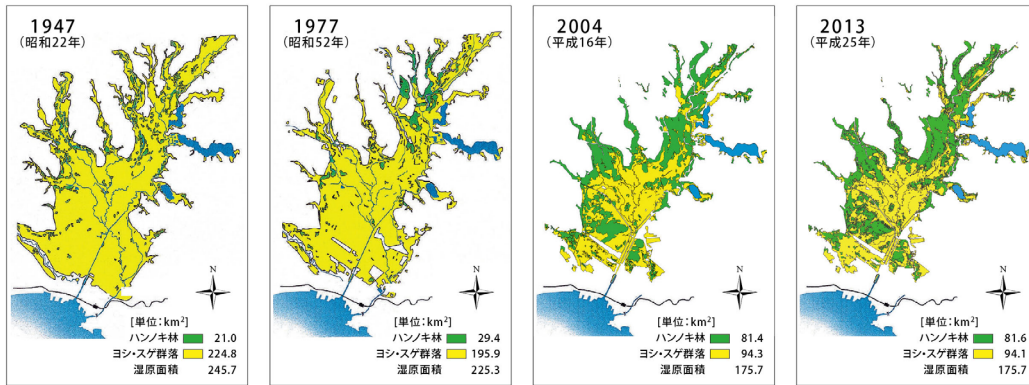 1947
(昭和22年)
N
[単位:km²]
ハンノキ林 21.0
ヨシ・スゲ群落 224.8
湿原面積 245.7
1977
(昭和52年)
N
[単位:km²]
ハンノキ林 29.4
ヨシ・スゲ群落 195.9
湿原面積 225.3
2004
(平成16年)
N
[単位:km²]
ハンノキ林 81.4
ヨシ・スゲ群落 94.3
湿原面積 175.7
2013
(平成25年)
N
[単位:km²]
ハンノキ林 81.6
ヨシ・スゲ群落 94.1
湿原面積 175.7